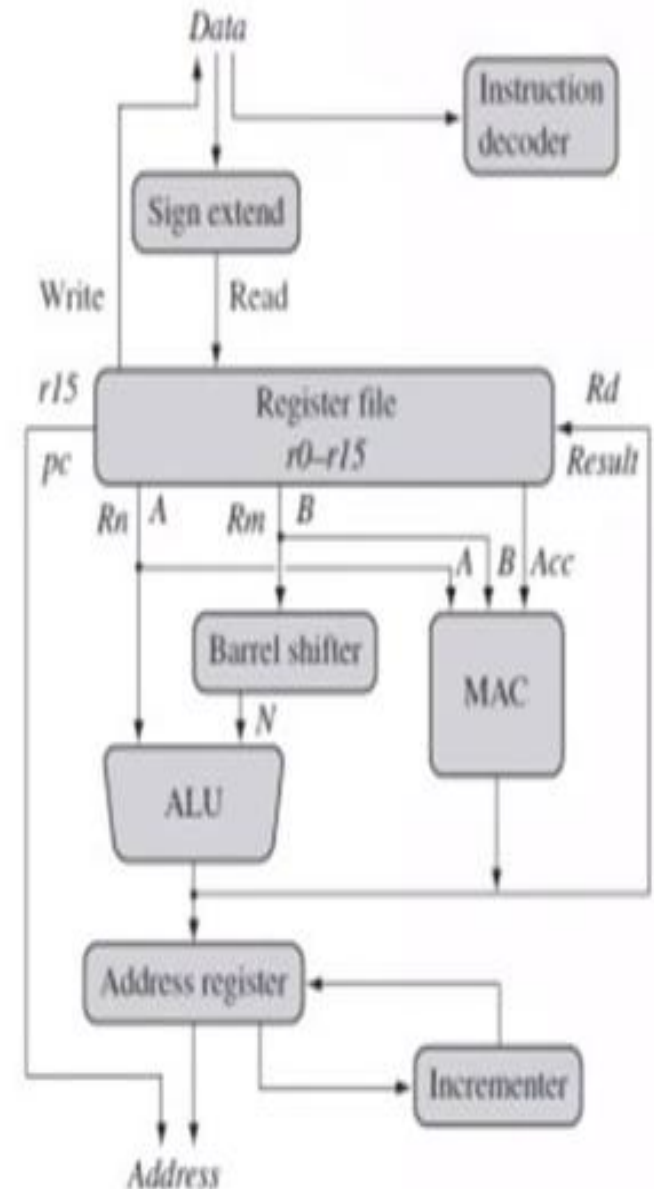 Data
Instruction
decoder
Sign extend
Write
Read
r15
Register file
Rd
pc
r0–r15
Result
Rn
A
Rm
B
A
B
Acc
Barrel shifter
MAC
N
ALU
Address register
Incrementer
Address